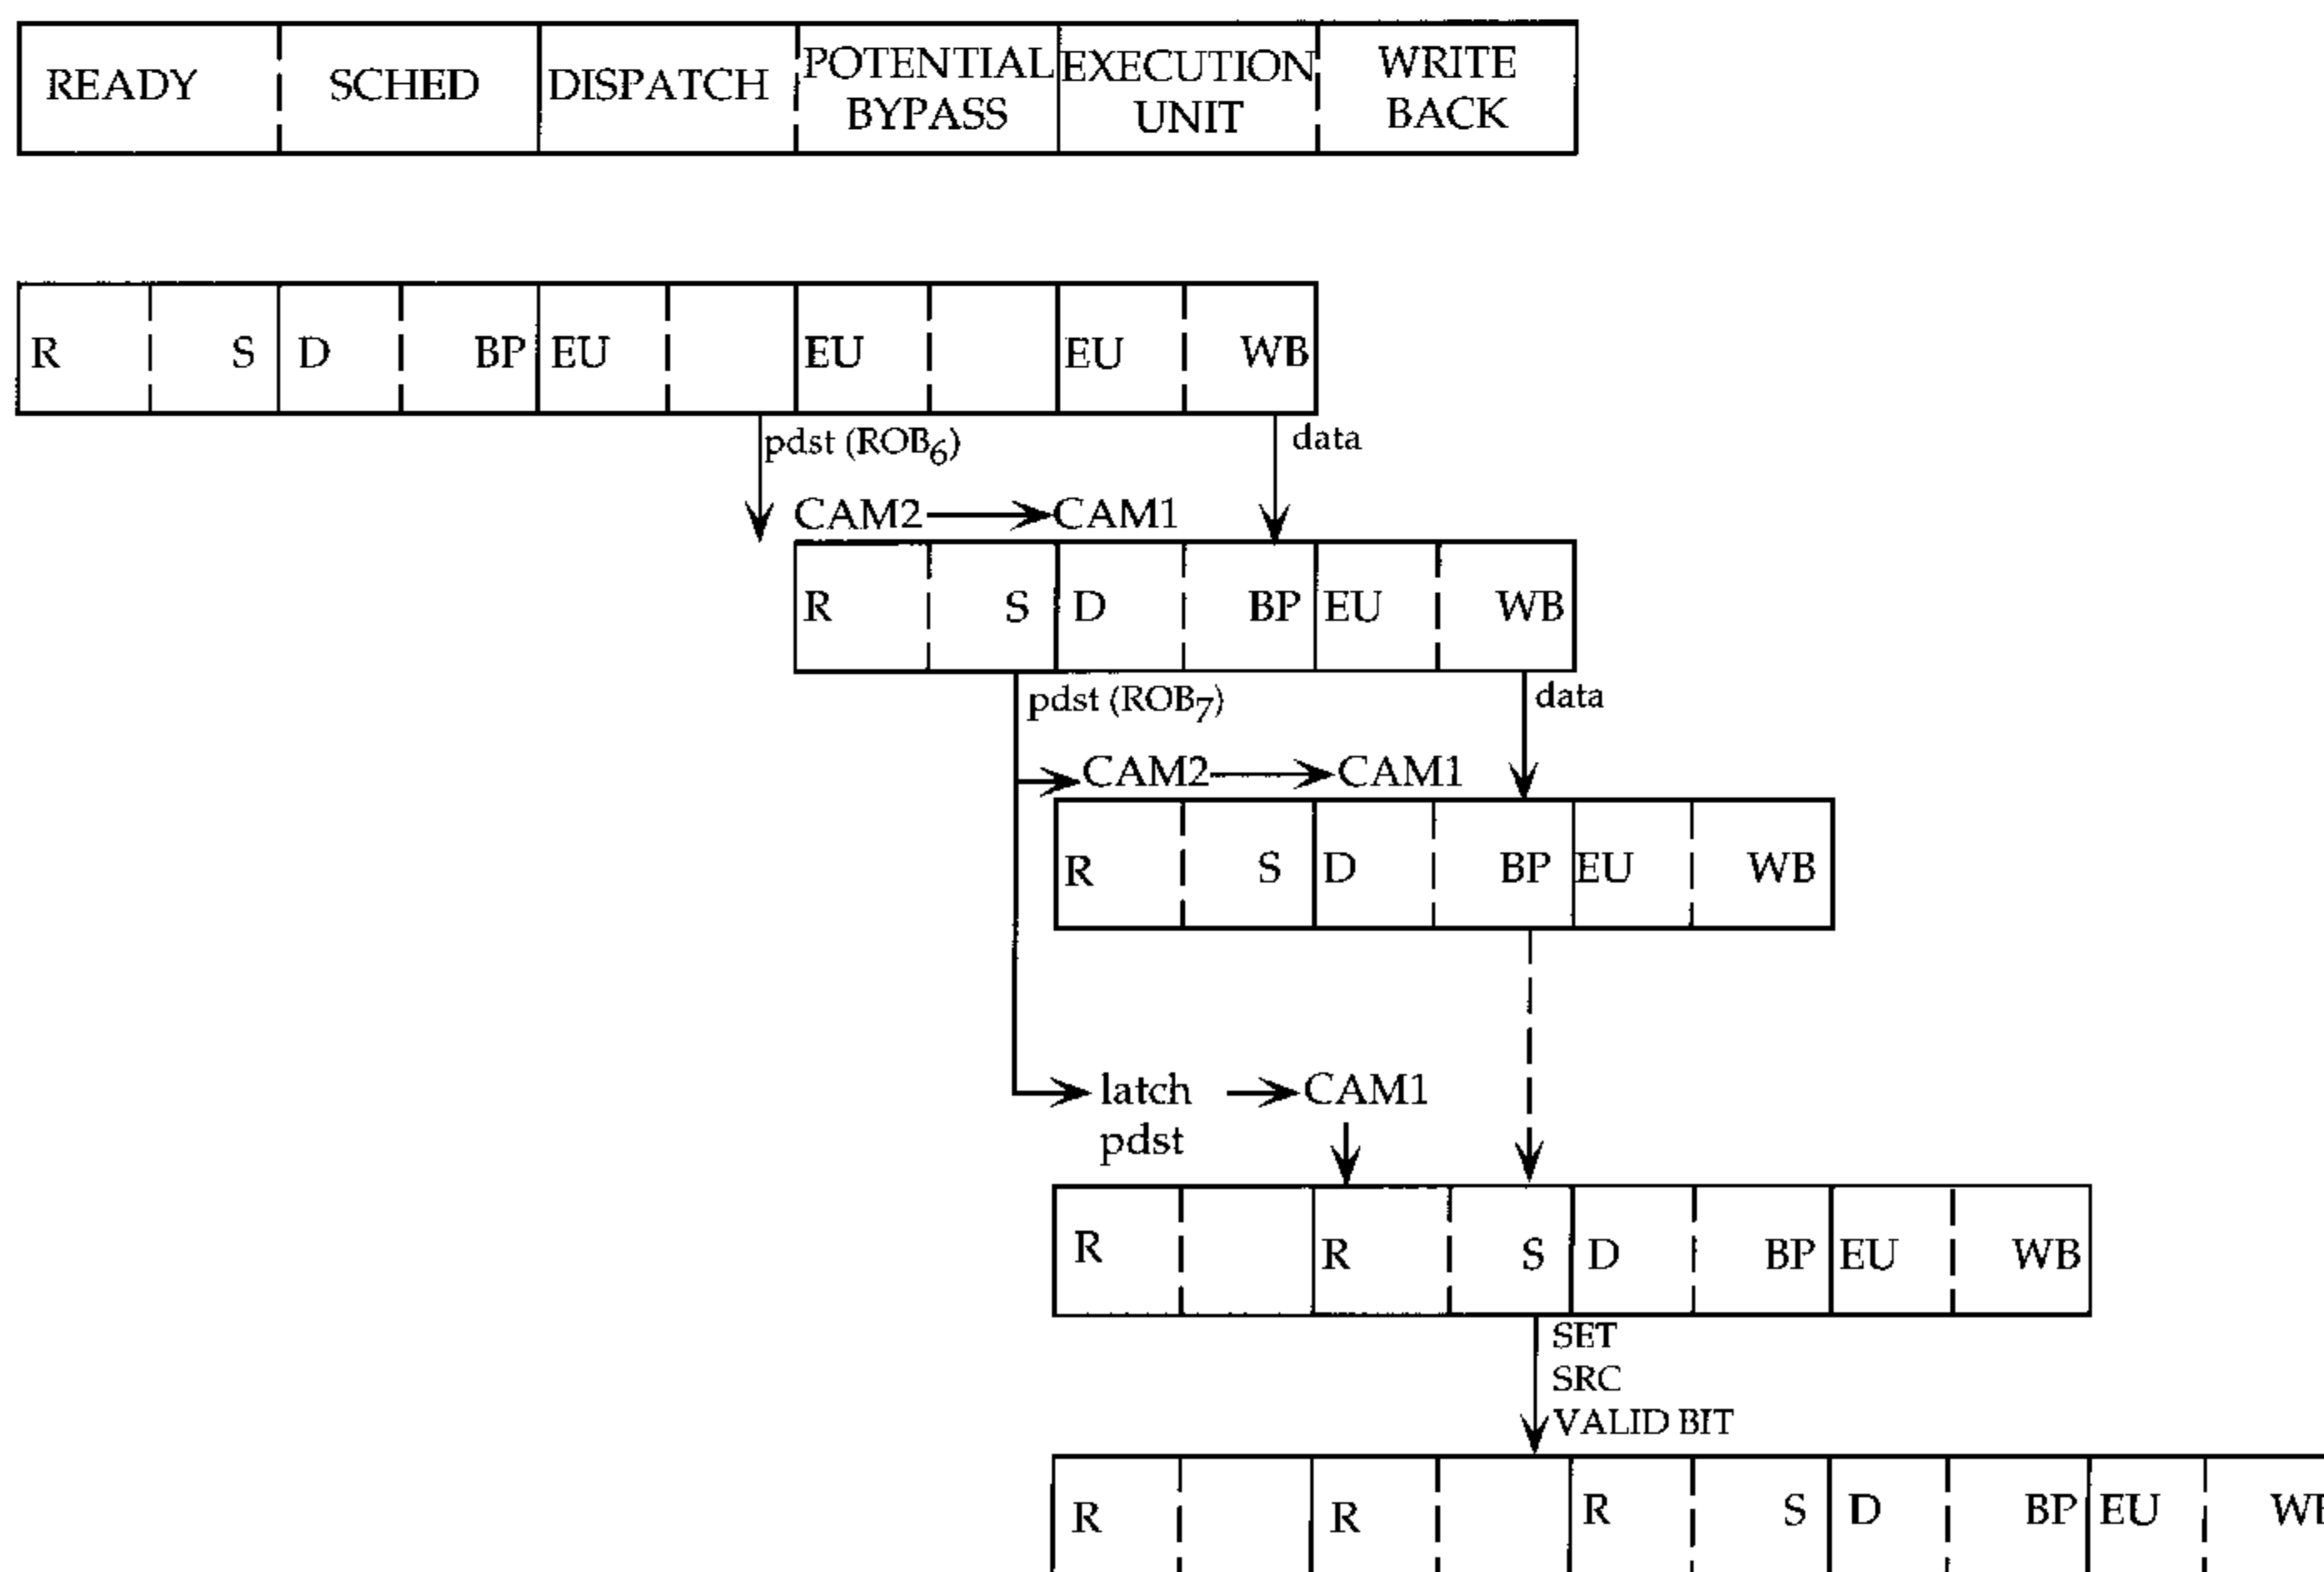 READY SCHED DISPATCH POTENTIAL BYPASS EXECUTION UNIT WRITE BACK
R S D BP EU EU EU WB
pdst (ROB6) data
CAM2 CAM1
R S D BP EU WB
pdst (ROB7) data
CAM2 CAM1
R S D BP EU WB
latch CAM1
pdst
R R S D BP EU WB
SET
SRC
VALID BIT
R R R S D BP EU